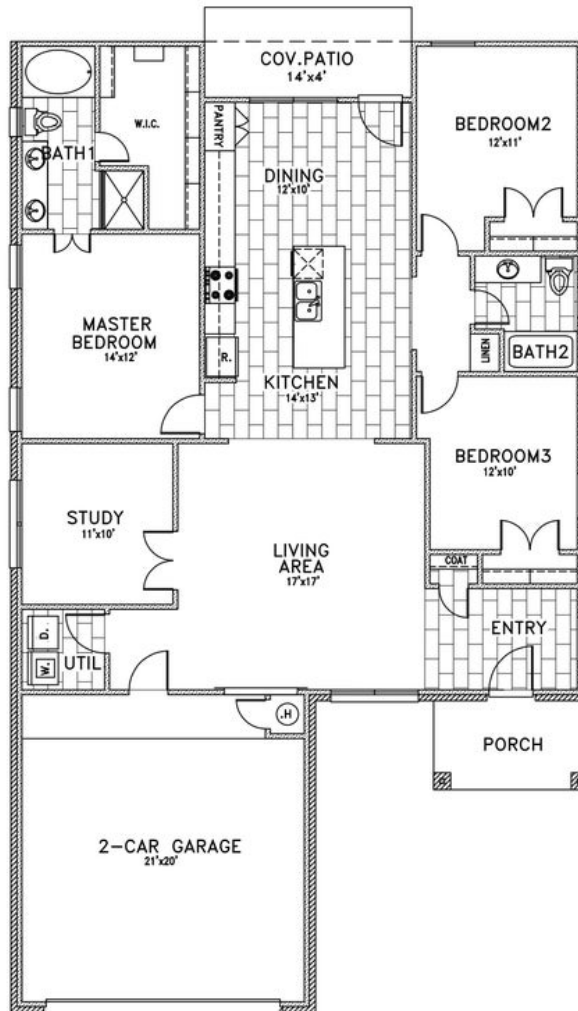 COV.PATIO
14'x4'
W.I.C.
PANTRY
BATH1
BEDROOM2
12'x11'
DINING
12'x10'
MASTER
BEDROOM
14'x12'
R.
KITCHEN
14'x13'
LINEN
BATH2
BEDROOM3
12'x10'
STUDY
11'x10'
LIVING
AREA
17'x17'
COAT
ENTRY
D.
W.
UTIL
.H
PORCH
2-CAR GARAGE
21'x20'